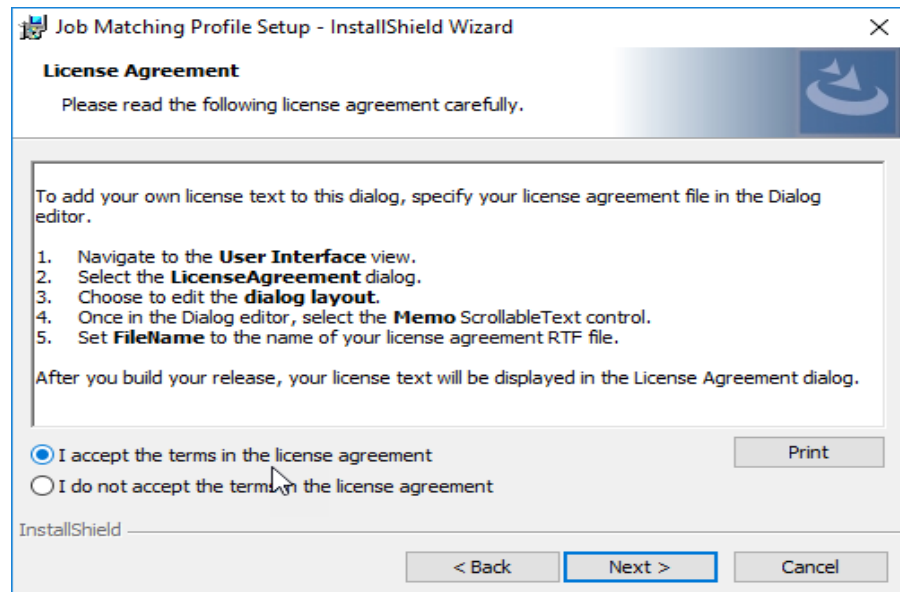 Job Matching Profile Setup - InstallShield Wizard
License Agreement
Please read the following license agreement carefully.
To add your own license text to this dialog, specify your license agreement file in the Dialog
editor.
1. Navigate to the User Interface view.
2. Select the LicenseAgreement dialog.
3. Choose to edit the dialog layout.
4. Once in the Dialog editor, select the Memo ScrollableText control.
5. Set FileName to the name of your license agreement RTF file.
After you build your release, your license text will be displayed in the License Agreement dialog.
I accept the terms in the license agreement
Print
I do not accept the terms in the license agreement
InstallShield
< Back Next > Cancel